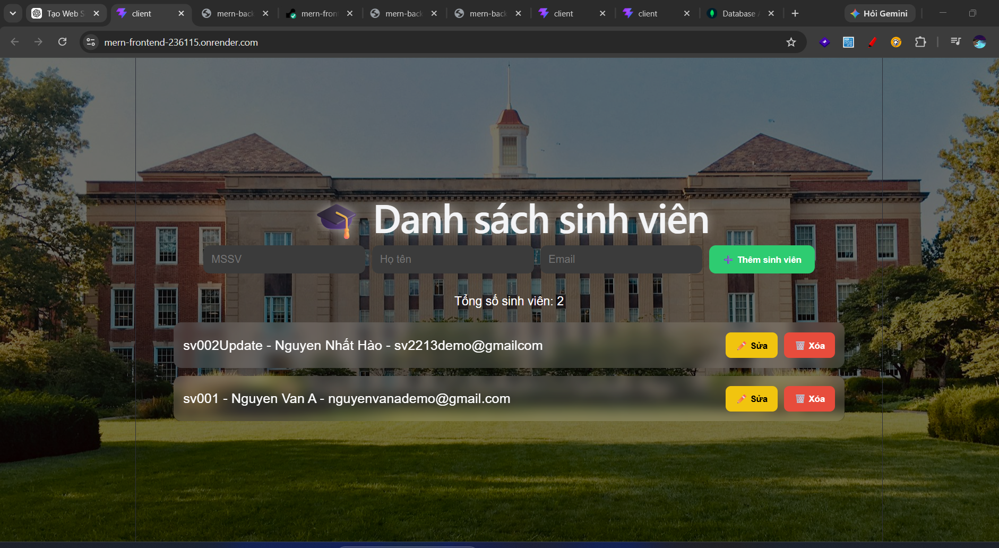 Tạo Web S
client
mern-back
mern-fron
mern-back
mern-back
client
client
Database A
Hỏi Gemini
mern-frontend-236115.onrender.com
Danh sách sinh viên
MSSV
Họ tên
Email
Thêm sinh viên
Tổng số sinh viên: 2
sv002Update - Nguyen Nhất Hào - sv2213demo@gmailcom
Sửa
Xóa
sv001 - Nguyen Van A - nguyenvanademo@gmail.com
Sửa
Xóa